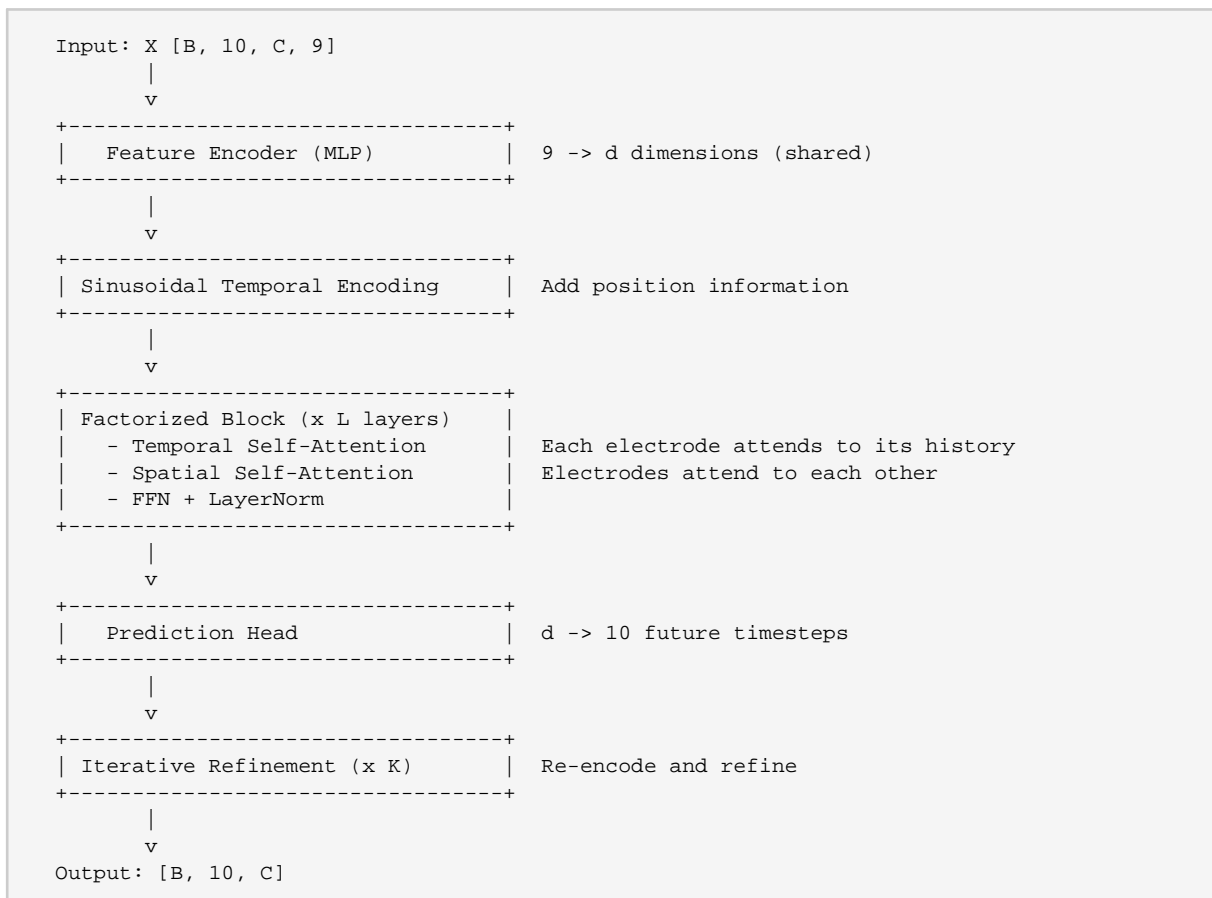 Input: X [B, 10, C, 9]
|
v
+----------------------------------+
|   Feature Encoder (MLP)          |  9 -> d dimensions (shared)
+----------------------------------+
|
v
+----------------------------------+
| Sinusoidal Temporal Encoding     |  Add position information
+----------------------------------+
|
v
+----------------------------------+
| Factorized Block (x L layers)    |
|   - Temporal Self-Attention      |  Each electrode attends to its history
|   - Spatial Self-Attention       |  Electrodes attend to each other
|   - FFN + LayerNorm              |
+----------------------------------+
|
v
+----------------------------------+
|   Prediction Head                |  d -> 10 future timesteps
+----------------------------------+
|
v
+----------------------------------+
| Iterative Refinement (x K)       |  Re-encode and refine
+----------------------------------+
|
v
Output: [B, 10, C]